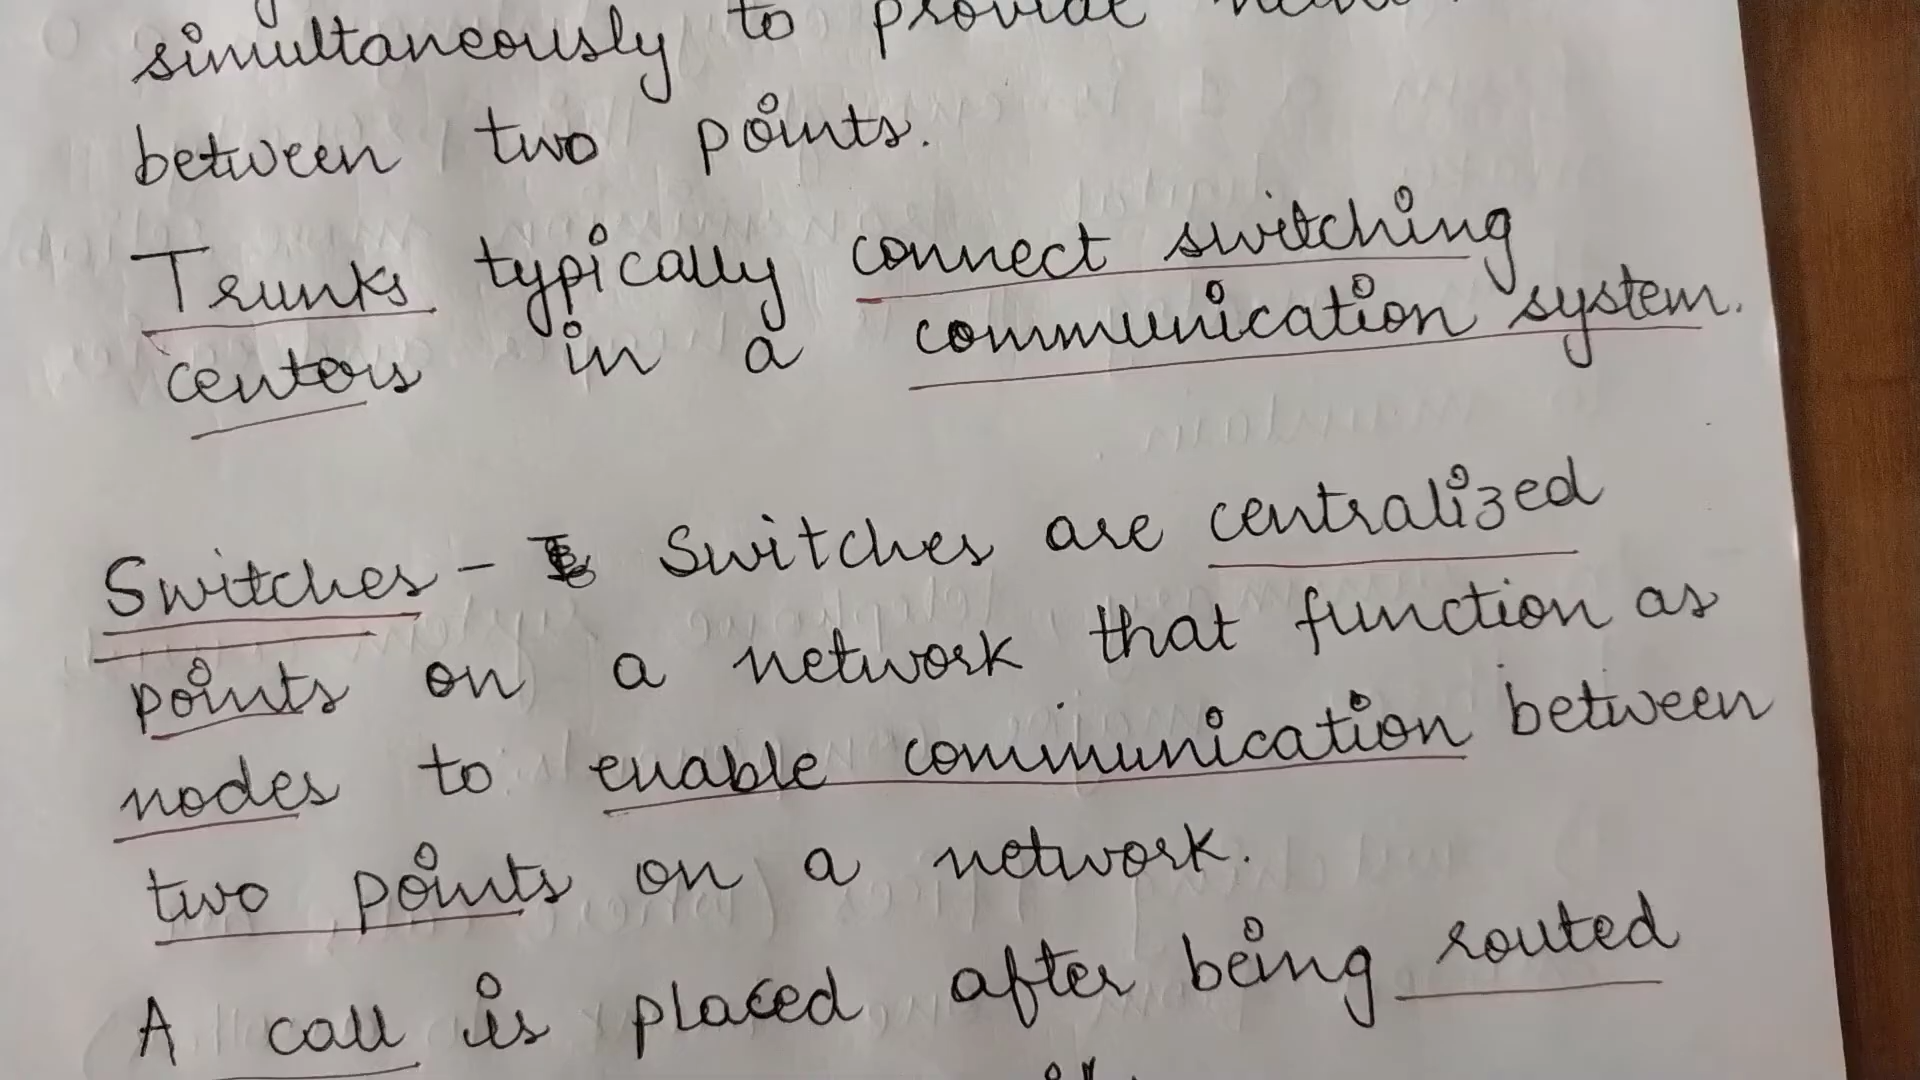 simultaneously to provide
between two points.
Trunks typically connect switching
centers in a communication system.
Switches - Switches are centralized
points on a network that function as
nodes to enable communication between
two points on a network.
A call is placed after being routed